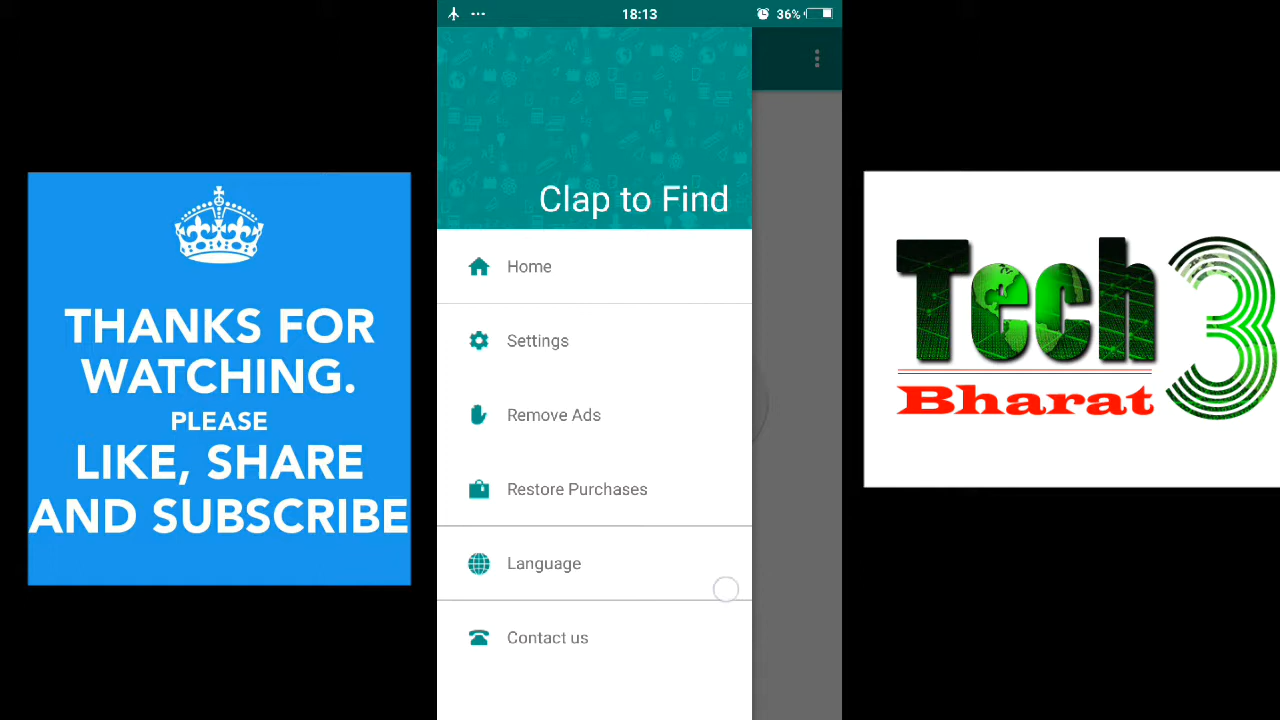 18:13
36%
THANKS FOR
WATCHING.
PLEASE
LIKE, SHARE
AND SUBSCRIBE
Clap to Find
Home
Settings
Remove Ads
Restore Purchases
Language
Contact us
Tech 3
Bharat